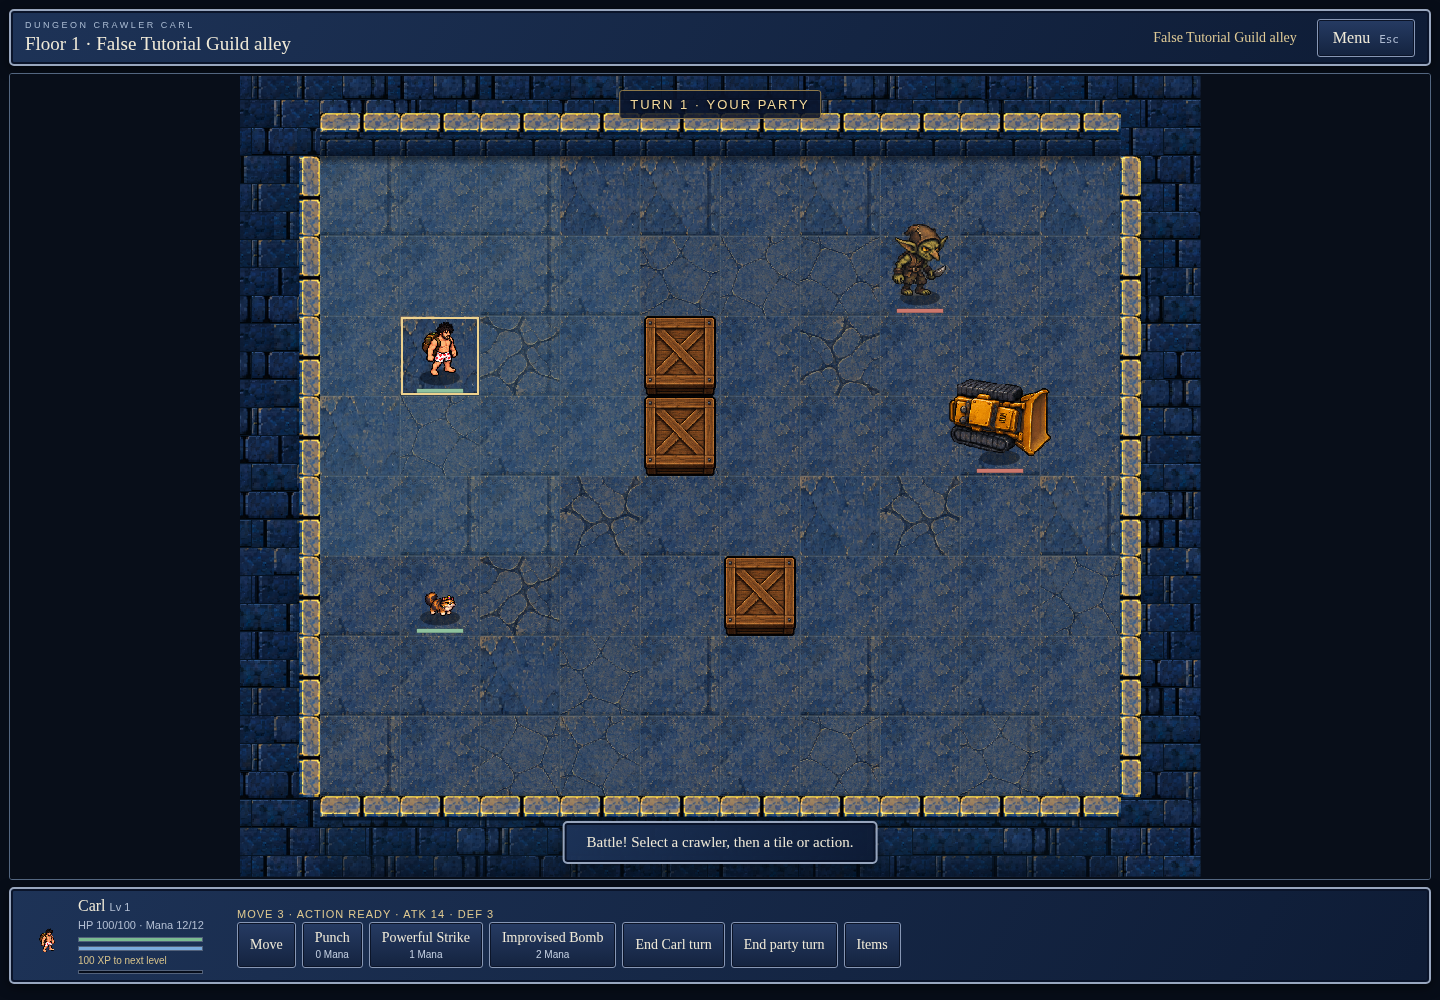 DUNGEON CRAWLER CARL
Floor 1 · False Tutorial Guild alley
False Tutorial Guild alley
Menu Esc
TURN 1 · YOUR PARTY
Battle! Select a crawler, then a tile or action.
Carl Lv 1
HP 100/100 · Mana 12/12
100 XP to next level
MOVE 3 · ACTION READY · ATK 14 · DEF 3
Move
Punch
0 Mana
Powerful Strike
1 Mana
Improvised Bomb
2 Mana
End Carl turn
End party turn
Items